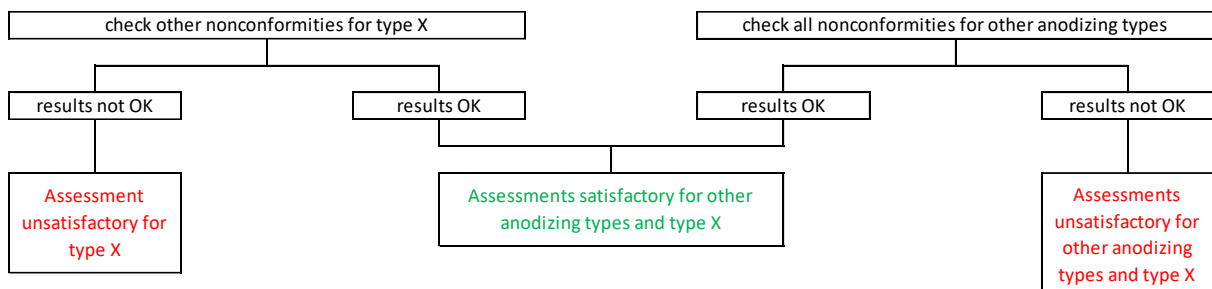 check other nonconformities for type X
check all nonconformities for other anodizing types
results not OK
results OK
results OK
results not OK
Assessment
unsatisfactory for
type X
Assessments satisfactory for other
anodizing types and type X
Assessments
unsatisfactory for
other anodizing
types and type X